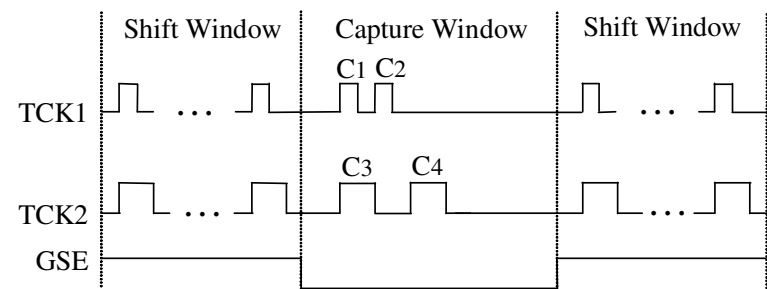 Shift Window Capture Window Shift Window
C1 C2
TCK1 ... ...
C3 C4
TCK2 ... ...
GSE